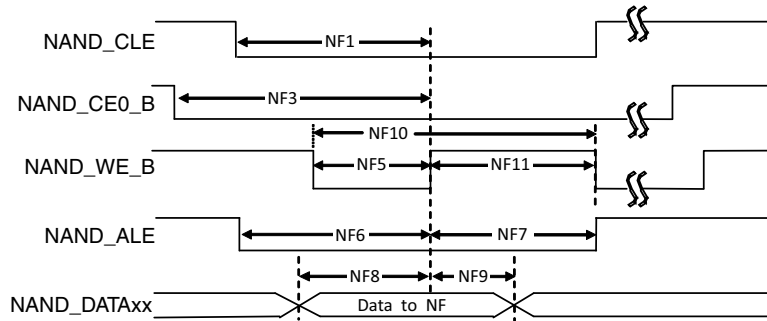 NAND_CLE
NF1
NAND_CE0_B
NF3
NF10
NAND_WE_B
NF5
NF11
NAND_ALE
NF6
NF7
NF8
NF9
NAND_DATAxx
Data to NF